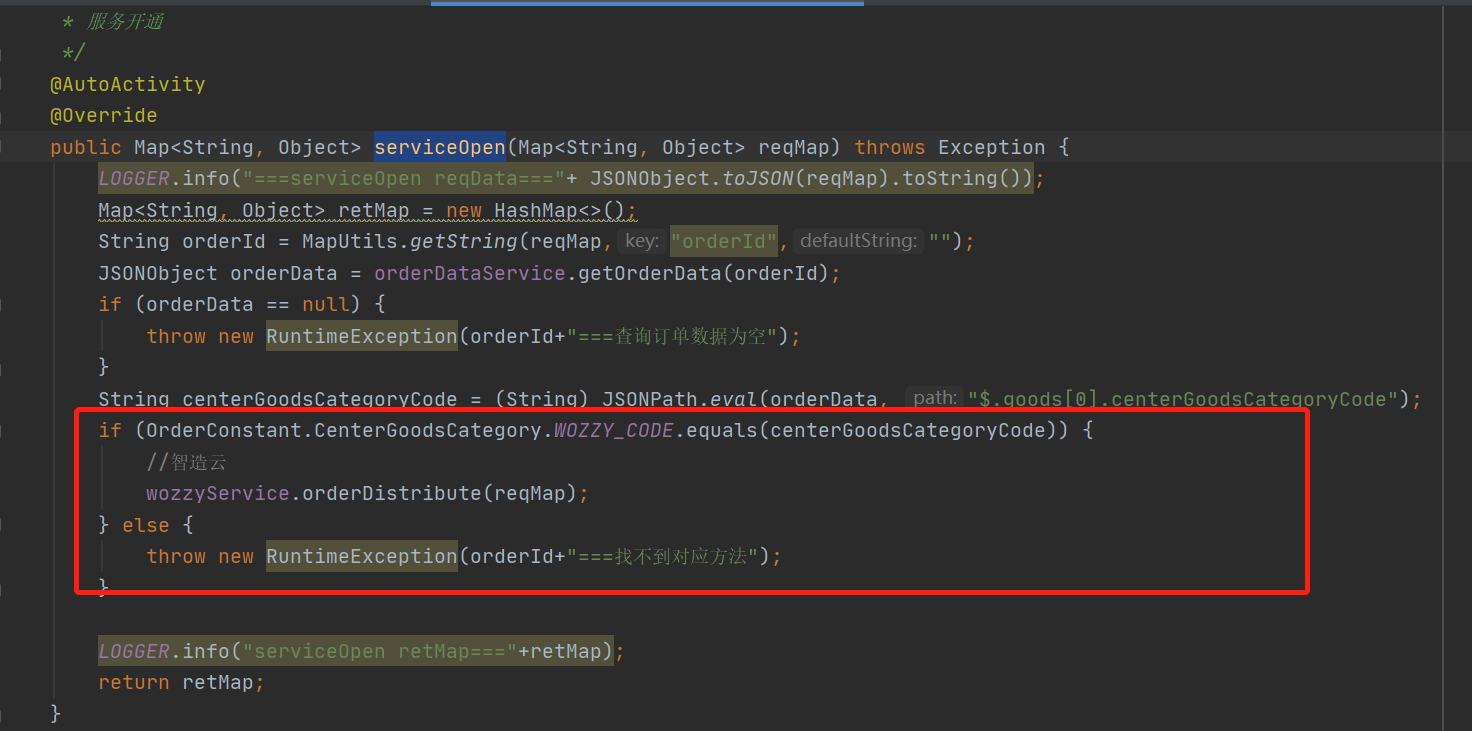 * 服务开通
*/
@AutoActivity
@Override
public Map<String, Object> serviceOpen(Map<String, Object> reqMap) throws Exception {
LOGGER.info("===serviceOpen reqData==="+ JSONObject.toJSON(reqMap).toString());
Map<String, Object> retMap = new HashMap<>();
String orderId = MapUtils.getString(reqMap, key: "orderId", defaultString: "");
JSONObject orderData = orderDataService.getOrderData(orderId);
if (orderData == null) {
throw new RuntimeException(orderId+"===查询订单数据为空");
}
String centerGoodsCategoryCode = (String) JSONPath.eval(orderData, path: "$.goods[0].centerGoodsCategoryCode");
if (OrderConstant.CenterGoodsCategory.WOZZY_CODE.equals(centerGoodsCategoryCode)) {
//智造云
wozzyService.orderDistribute(reqMap);
} else {
throw new RuntimeException(orderId+"===找不到对应方法");
}
LOGGER.info("serviceOpen retMap==="+retMap);
return retMap;
}